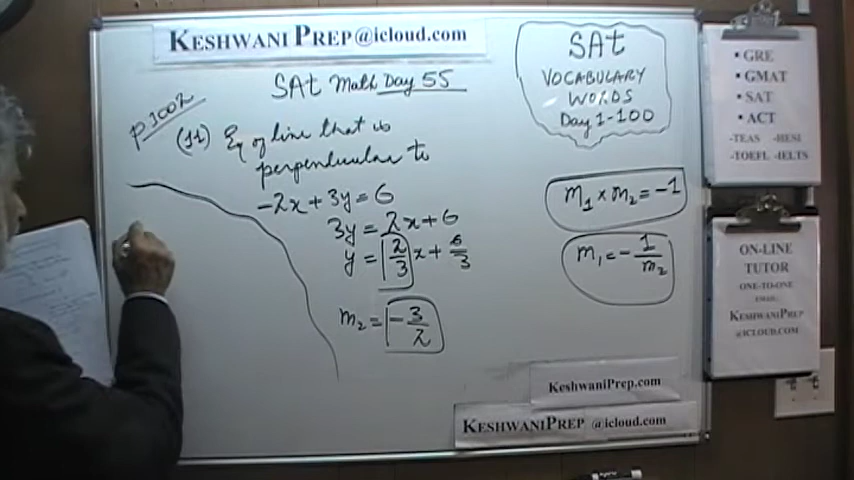 KESHWANIPREP@icloud.com
SAt Math Day 55
P1002
(11) Eq of line that is
perpendicular to
-2x + 3y = 6
3y = 2x + 6
y = 2/3 x + 6/3
m₂ = -3/2
SAt
VOCABULARY
WORDS
Day 1-100
m₁ × m₂ = -1
m₁ = - 1/m₂
• GRE
• GMAT
• SAT
• ACT
-TEAS -HESI
-TOEFL -IELTS
ON-LINE
TUTOR
ONE-TO-ONE
EMAIL:
KESHWANIPREP
@ICLOUD.COM
KeshwaniPrep.com
KESHWANIPREP @icloud.com